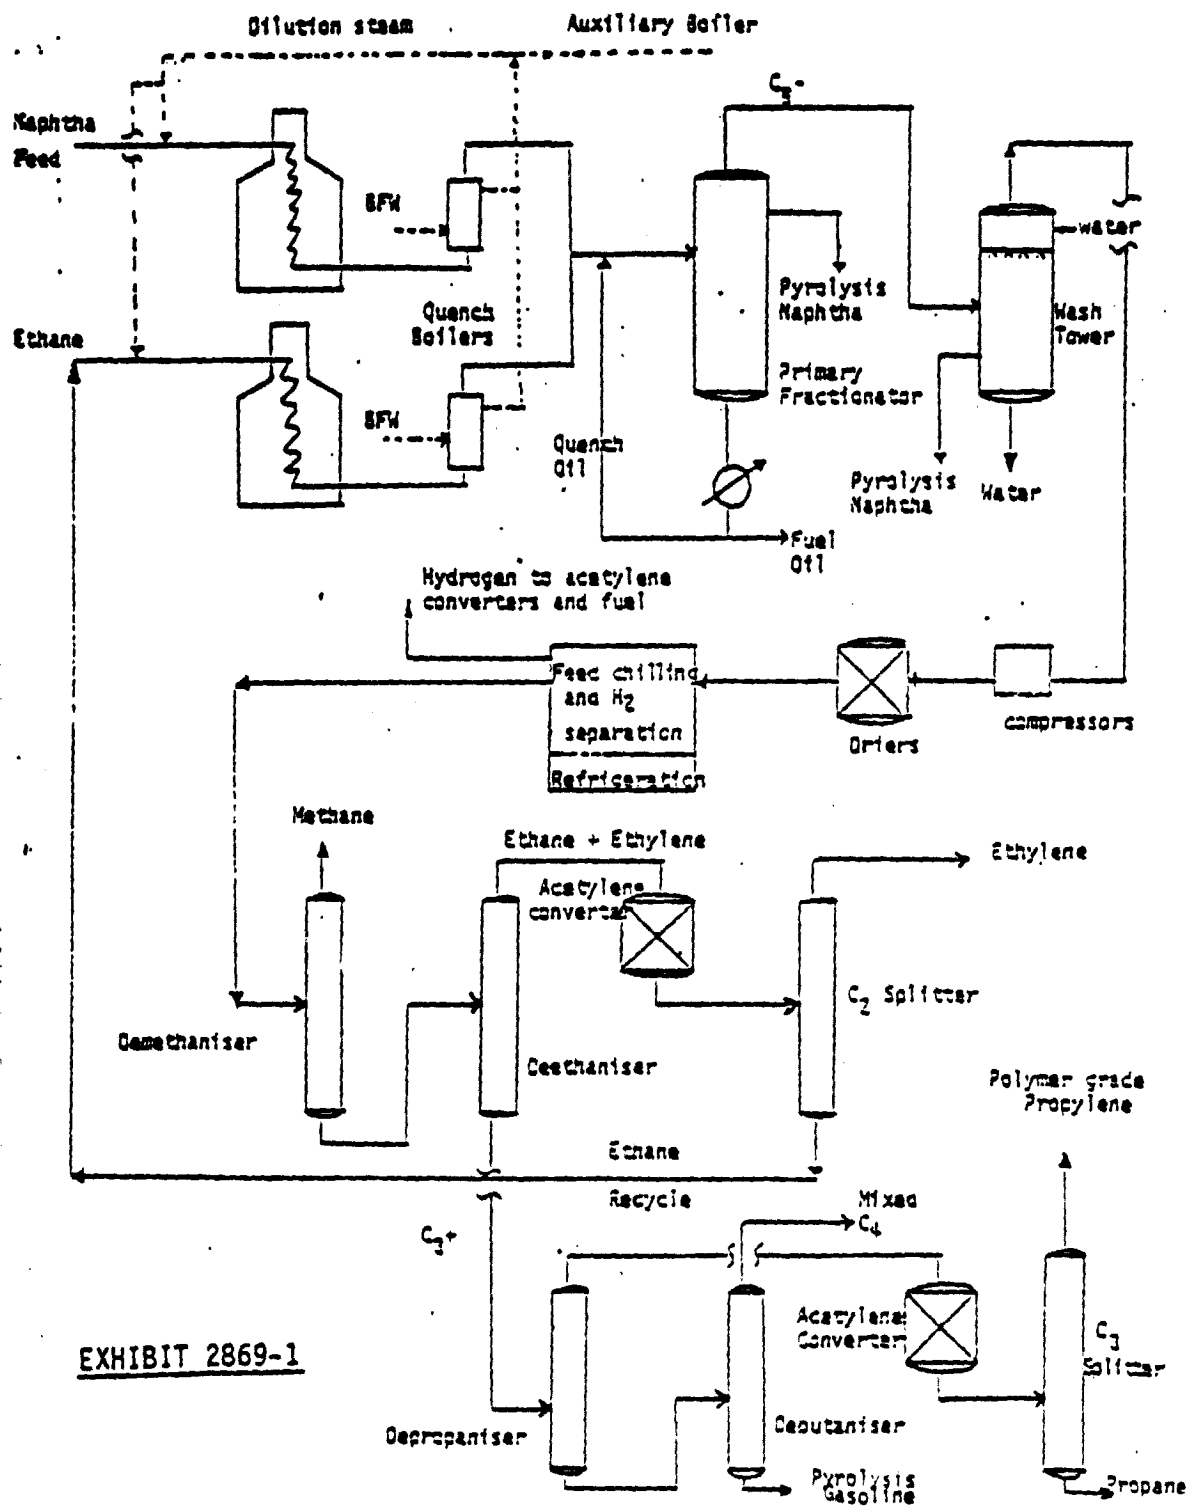 Dilution steam
Auxiliary Boiler
Naphtha
Feed
BFW
water
Pyrolysis
Naphtha
Wash
Tower
Quench
Boilers
Ethane
Primary
Fractionator
BFW
Quench
Oil
Pyrolysis
Naphtha
Water
Fuel
Oil
Hydrogen to acetylene
converters and fuel
Feed chilling
and H2
separation
Refrigeration
Driers
compressors
Methane
Ethane + Ethylene
Acetylene
converter
Ethylene
C2 Splitter
Demethaniser
Deethaniser
Polymer grade
Propylene
Ethane
Recycle
Mixed
C4
C3+
Acetylene
Converter
C3
Splitter
EXHIBIT 2869-1
Depropaniser
Debutaniser
Pyrolysis
Gasoline
Propane